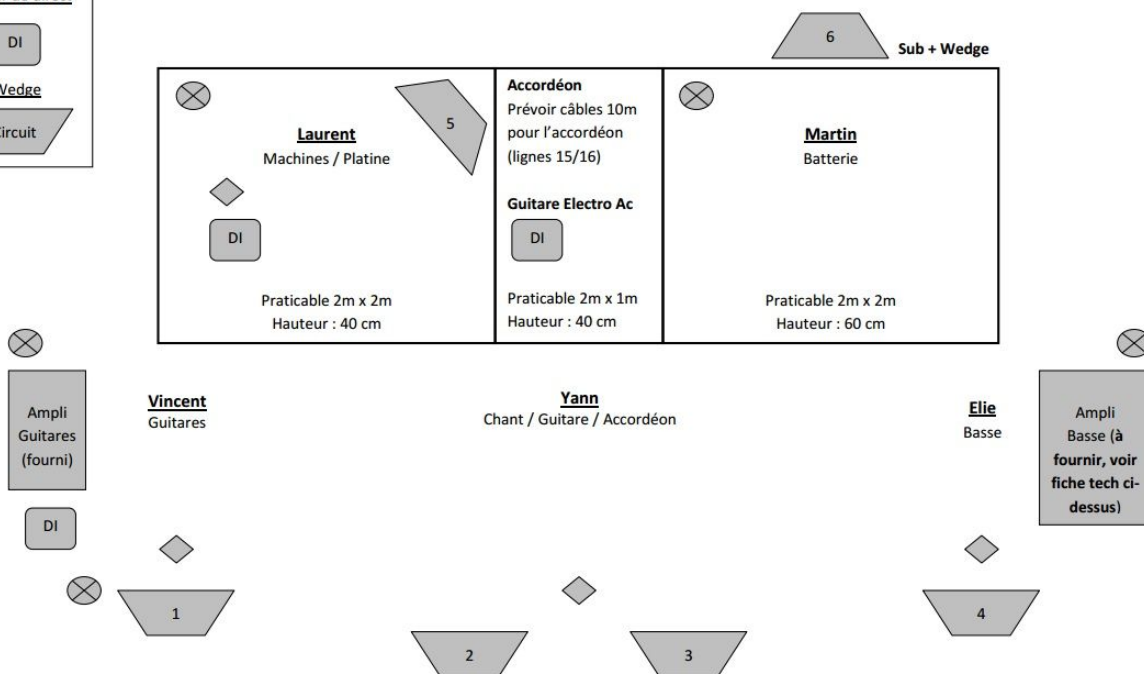 DI
6
Sub + Wedge
Wedge
Circuit
5
Laurent
Machines / Platine
DI
Praticable 2m x 2m
Hauteur : 40 cm
Accordéon
Prévoir câbles 10m
pour l'accordéon
(lignes 15/16)
Guitare Electro Ac
DI
Praticable 2m x 1m
Hauteur : 40 cm
Martin
Batterie
Praticable 2m x 2m
Hauteur : 60 cm
Ampli
Guitares
(fourni)
DI
Vincent
Guitares
Yann
Chant / Guitare / Accordéon
Elie
Basse
Ampli
Basse (à
fournir, voir
fiche tech ci-
dessus)
1
2
3
4